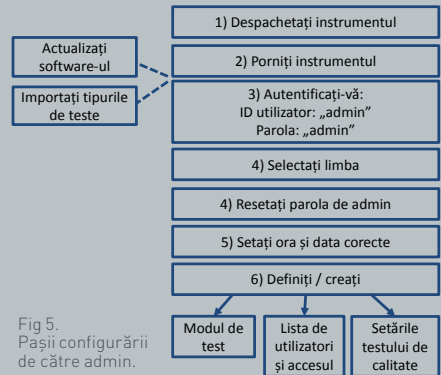 1) Despachetați instrumentul
Actualizați
software-ul
2) Porniți instrumentul
Importați tipurile
de teste
3) Autentificați-vă:
ID utilizator: „admin”
Parola: „admin”
4) Selectați limba
4) Resetați parola de admin
5) Setați ora și data corecte
6) Definiți / creați
Modul de
test
Lista de
utilizatori
și accesul
Setările
testului de
calitate
Fig 5.
Pașii configurării
de către admin.